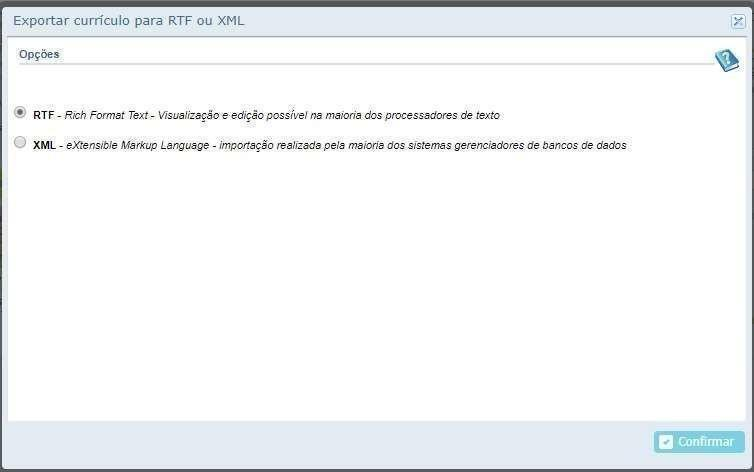 Exportar currículo para RTF ou XML
Opções
RTF - Rich Format Text - Visualização e edição possível na maioria dos processadores de texto
XML - eXtensible Markup Language - importação realizada pela maioria dos sistemas gerenciadores de bancos de dados
Confirmar